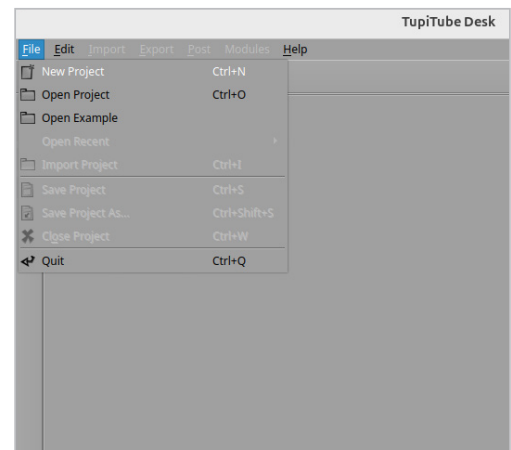 TupiTube Desk
File Edit Import Export Post Modules Help
New Project Ctrl+N
Open Project Ctrl+O
Open Example
Open Recent
Import Project Ctrl+I
Save Project Ctrl+S
Save Project As... Ctrl+Shift+S
Close Project Ctrl+W
Quit Ctrl+Q